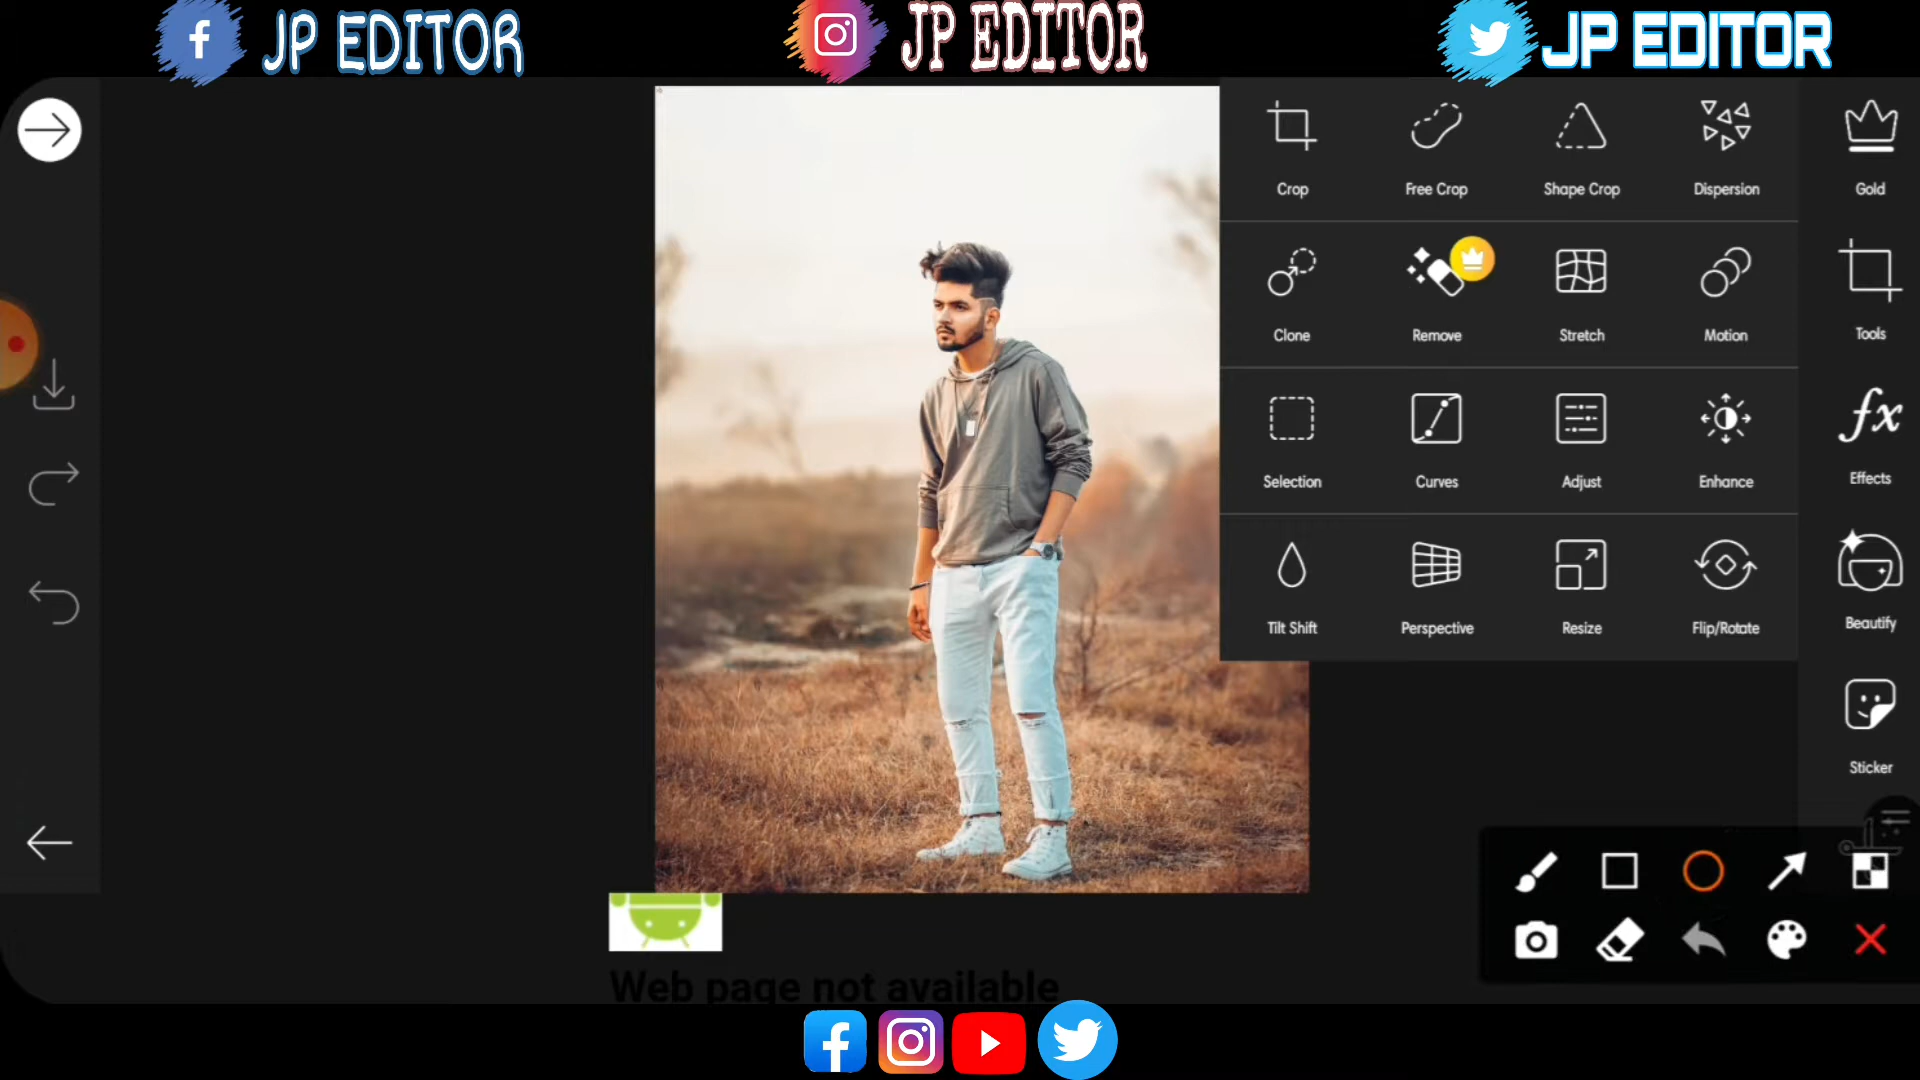 f JP EDITOR
JP EDITOR
JP EDITOR
Crop
Free Crop
Shape Crop
Dispersion
Gold
Clone
Remove
Stretch
Motion
Tools
Selection
Curves
Adjust
Enhance
fx
Effects
Tilt Shift
Perspective
Resize
Flip/Rotate
Beautify
Sticker
Web page not available
f